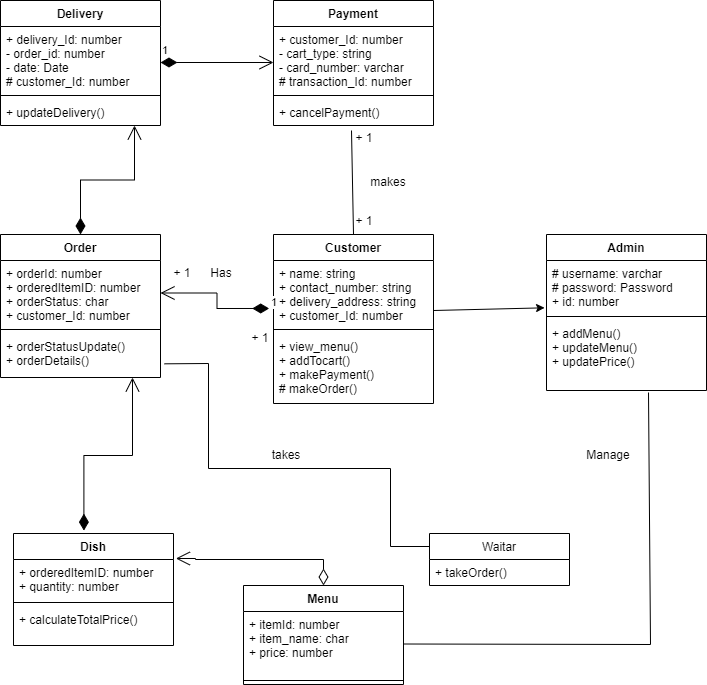 Delivery
+ delivery_Id: number
- order_id: number
- date: Date
# customer_Id: number
+ updateDelivery()
1
Payment
+ customer_Id: number
- cart_type: string
- card_number: varchar
# transaction_Id: number
+ cancelPayment()
+ 1
makes
+ 1
Order
+ orderId: number
+ orderedItemID: number
+ orderStatus: char
+ customer_Id: number
+ orderStatusUpdate()
+ orderDetails()
+ 1
Has
1
+ 1
Customer
+ name: string
+ contact_number: string
+ delivery_address: string
+ customer_Id: number
+ view_menu()
+ addTocart()
+ makePayment()
# makeOrder()
Admin
# username: varchar
# password: Password
+ id: number
+ addMenu()
+ updateMenu()
+ updatePrice()
takes
Manage
Dish
+ orderedItemID: number
+ quantity: number
+ calculateTotalPrice()
Waitar
+ takeOrder()
Menu
+ itemId: number
+ item_name: char
+ price: number